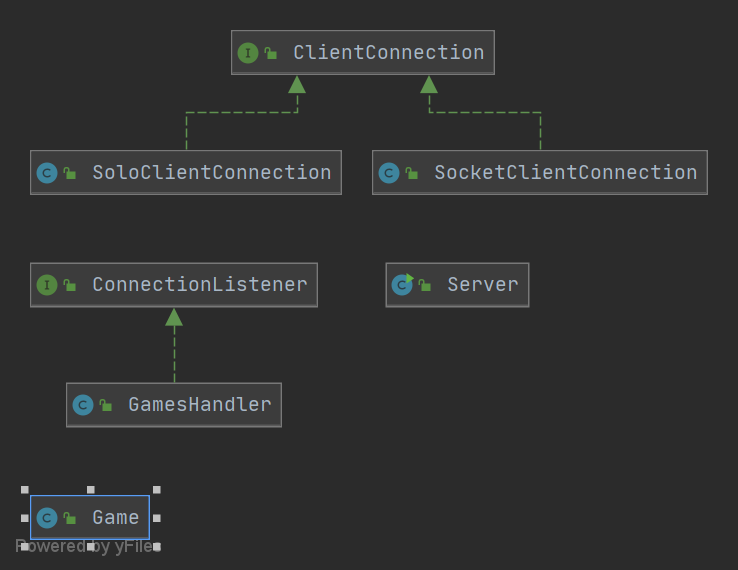 I ClientConnection
C SoloClientConnection
C SocketClientConnection
I ConnectionListener
C Server
C GamesHandler
C Game
Powered by yFiles